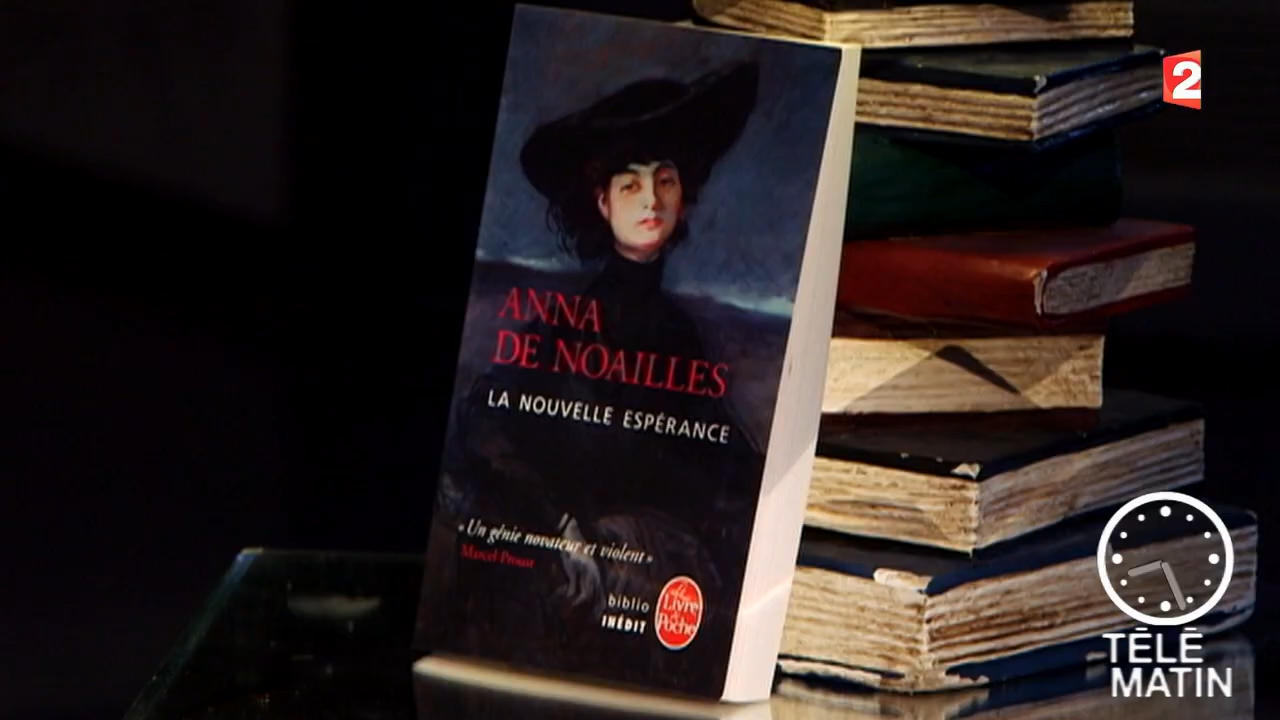 2
ANNA
DE NOAILLES
LA NOUVELLE ESPÉRANCE
« Un génie novateur et violent »
Marcel Proust
biblio
INÉDIT
Le
Livre
de
Poche
TÉLÉ
MATIN